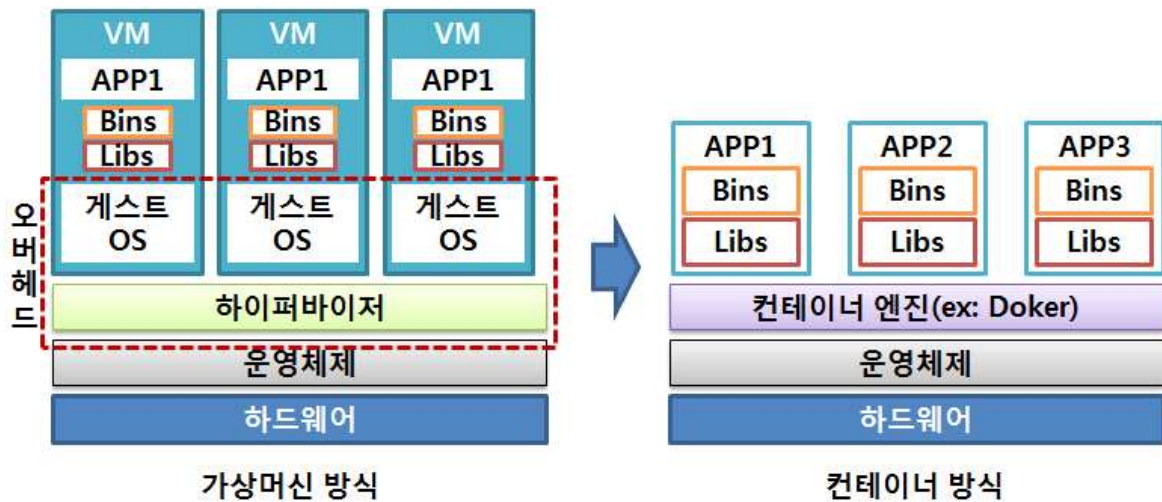 VM VM VM
APP1 APP1 APP1
Bins Bins Bins
Libs Libs Libs
게스트 게스트 게스트
OS OS OS
오버헤드
하이퍼바이저
운영체제
하드웨어
가상머신 방식
APP1 APP2 APP3
Bins Bins Bins
Libs Libs Libs
컨테이너 엔진(ex: Doker)
운영체제
하드웨어
컨테이너 방식